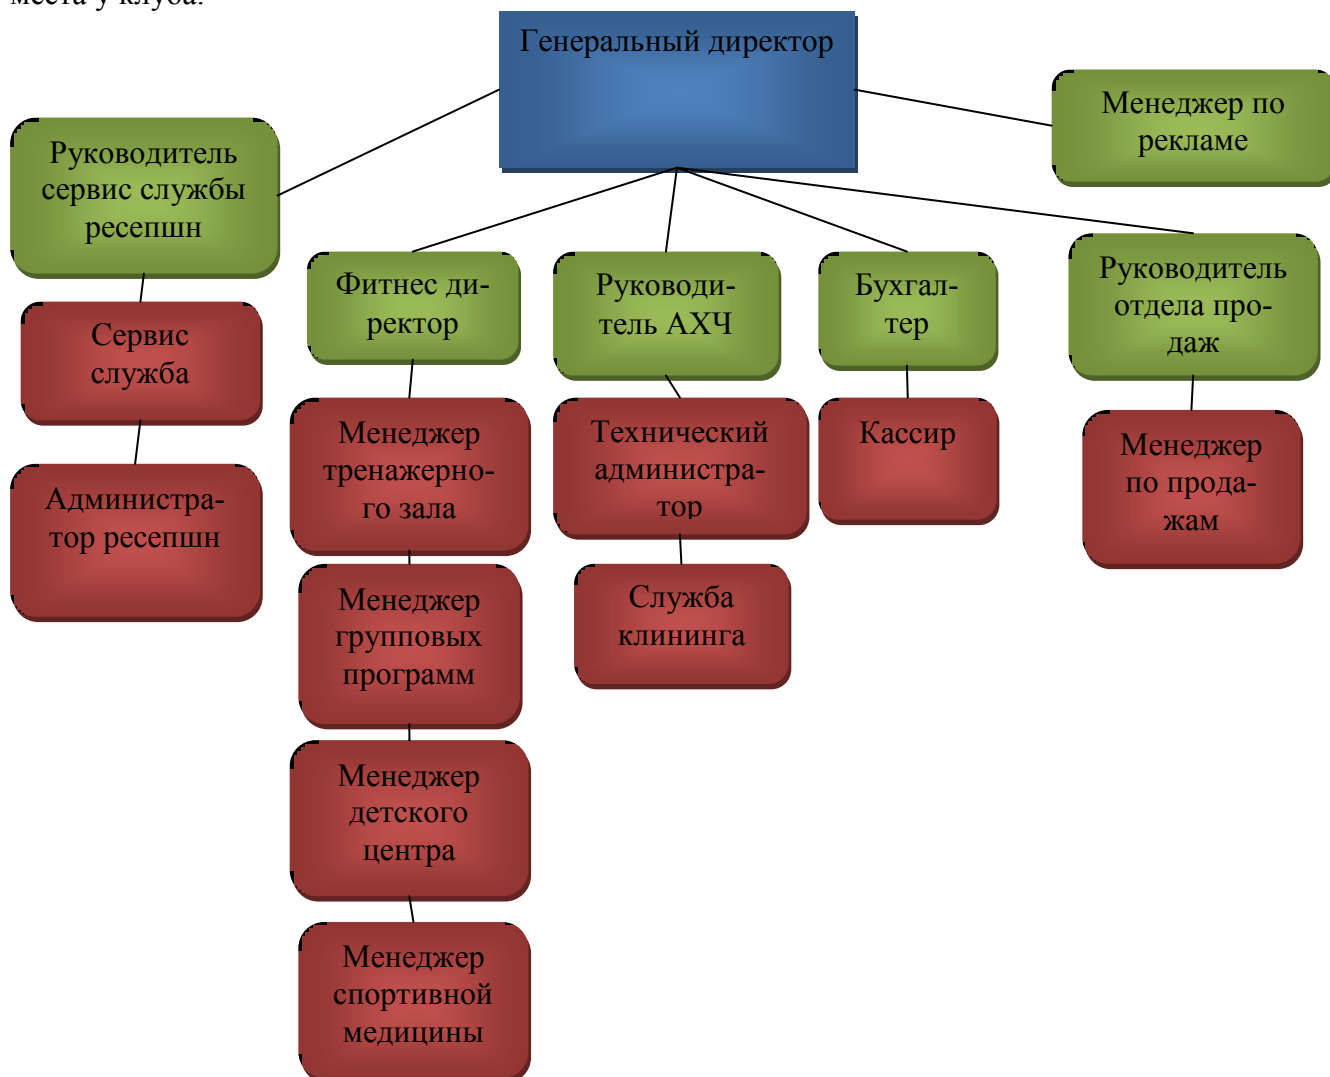 места у клуба.
Генеральный директор
Менеджер по
рекламе
Руководитель
сервис службы
ресепшн
Фитнес ди-
ректор
Руководи-
тель АХЧ
Бухгал-
тер
Руководитель
отдела про-
даж
Сервис
служба
Администра-
тор ресепшн
Менеджер
тренажерно-
го зала
Менеджер
групповых
программ
Менеджер
детского
центра
Менеджер
спортивной
медицины
Технический
администра-
тор
Служба
клининга
Кассир
Менеджер
по прода-
жам